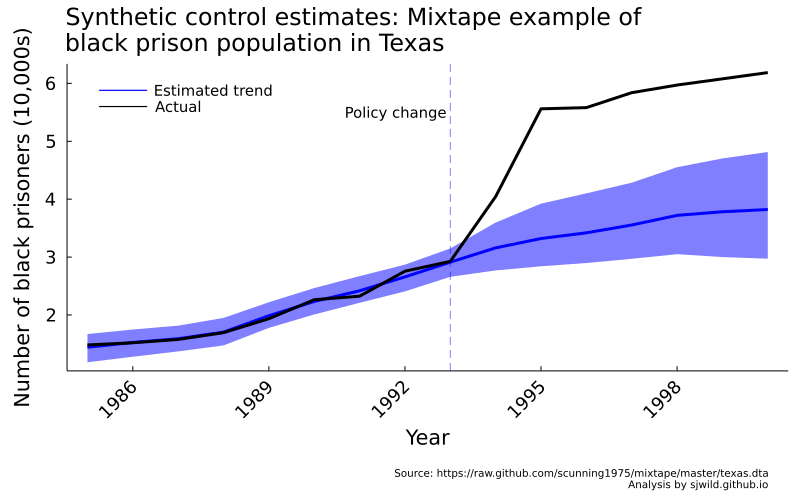 Synthetic control estimates: Mixtape example of
black prison population in Texas
Number of black prisoners (10,000s)
6
5
4
3
2
Estimated trend
Actual
Policy change
1986
1989
1992
1995
1998
Year
Source: https://raw.github.com/scunning1975/mixtape/master/texas.dta
Analysis by sjwild.github.io